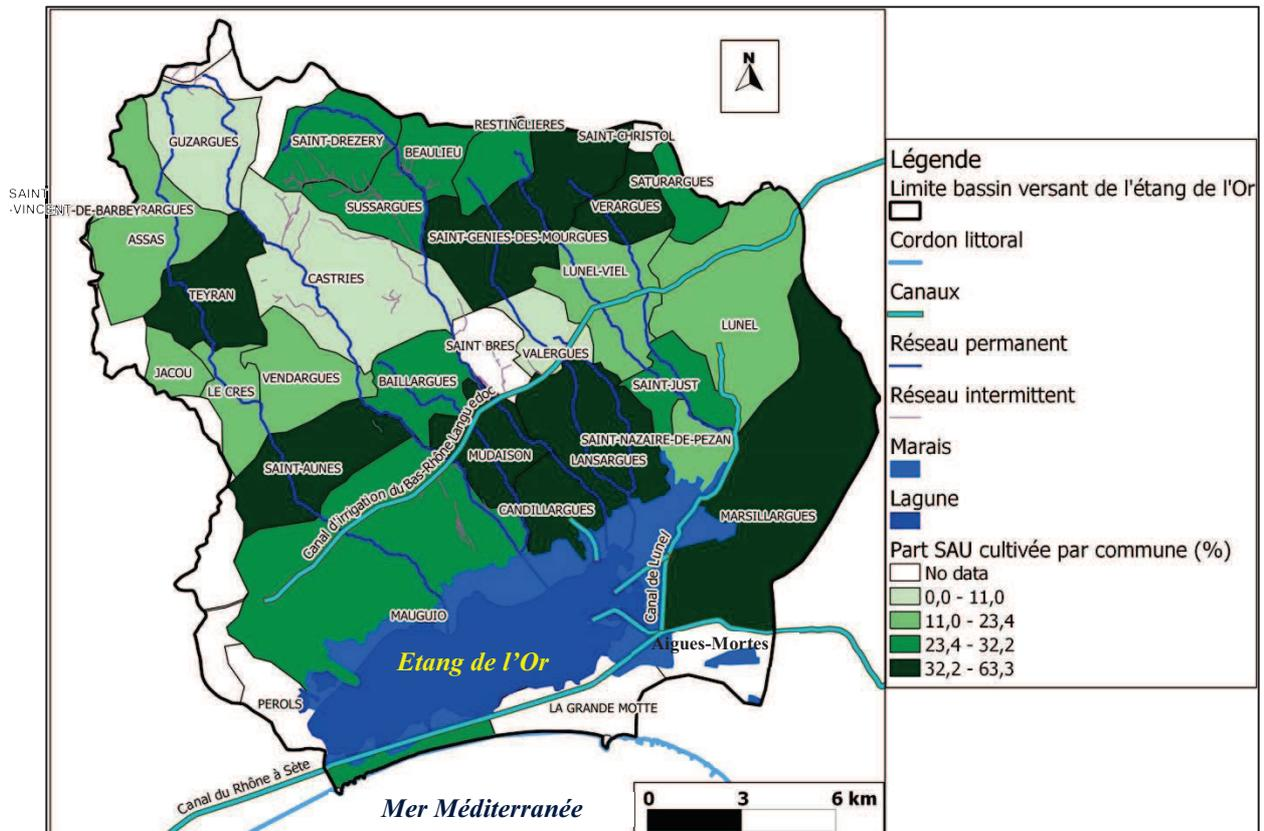 N
GUZARGUES
SAINT-DREZERY
BEAULIEU
RESTINCLIERES
SAINT-CHRISTOL
SATURARGUES
SAINT
-VINCENT-DE-BARBEYRARGUES
ASSAS
SUSSARGUES
VERARGUES
SAINT-GENIES-DES-MOURGUES
LUNEL-VIEL
CASTRIES
TEYRAN
LUNEL
SAINT BRES
VALERGUES
JACOU
LE CRES
VENDARGUES
BAILLARGUES
SAINT-JUST
SAINT-AUNES
MUDAISON
SAINT-NAZAIRE-DE-PEZAN
LANSARGUES
CANDILLARGUES
MARSILLARGUES
Canal d'irrigation du Bas-Rhône Languedoc
Canal de Lunel
MAUGUIO
Aigues-Mortes
Etang de l'Or
PEROLS
LA GRANDE MOTTE
Canal du Rhône à Sète
Mer Méditerranée
0 3 6 km
Légende
Limite bassin versant de l'étang de l'Or
Cordon littoral
Canaux
Réseau permanent
Réseau intermittent
Marais
Lagune
Part SAU cultivée par commune (%)
No data
0,0 - 11,0
11,0 - 23,4
23,4 - 32,2
32,2 - 63,3